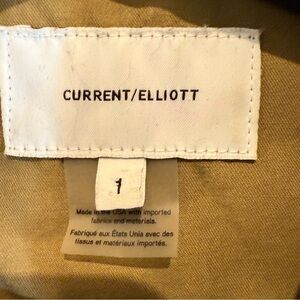 CURRENT/ELLIOTT
1
Made in the USA with imported
fabrics and materials.
Fabriqué aux États Unia avec des
tissus et matériaux importés.